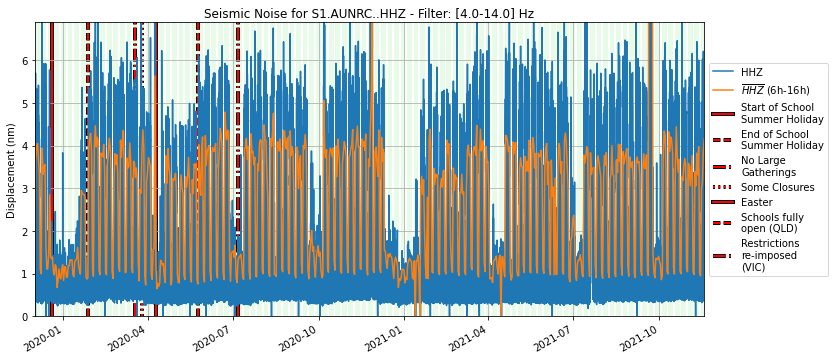 Seismic Noise for S1.AUNRC..HHZ - Filter: [4.0-14.0] Hz
Displacement (nm)
6
5
4
3
2
1
0
2020-01
2020-04
2020-07
2020-10
2021-01
2021-04
2021-07
2021-10
HHZ
HHZ (6h-16h)
Start of School
Summer Holiday
End of School
Summer Holiday
No Large
Gatherings
Some Closures
Easter
Schools fully
open (QLD)
Restrictions
re-imposed
(VIC)